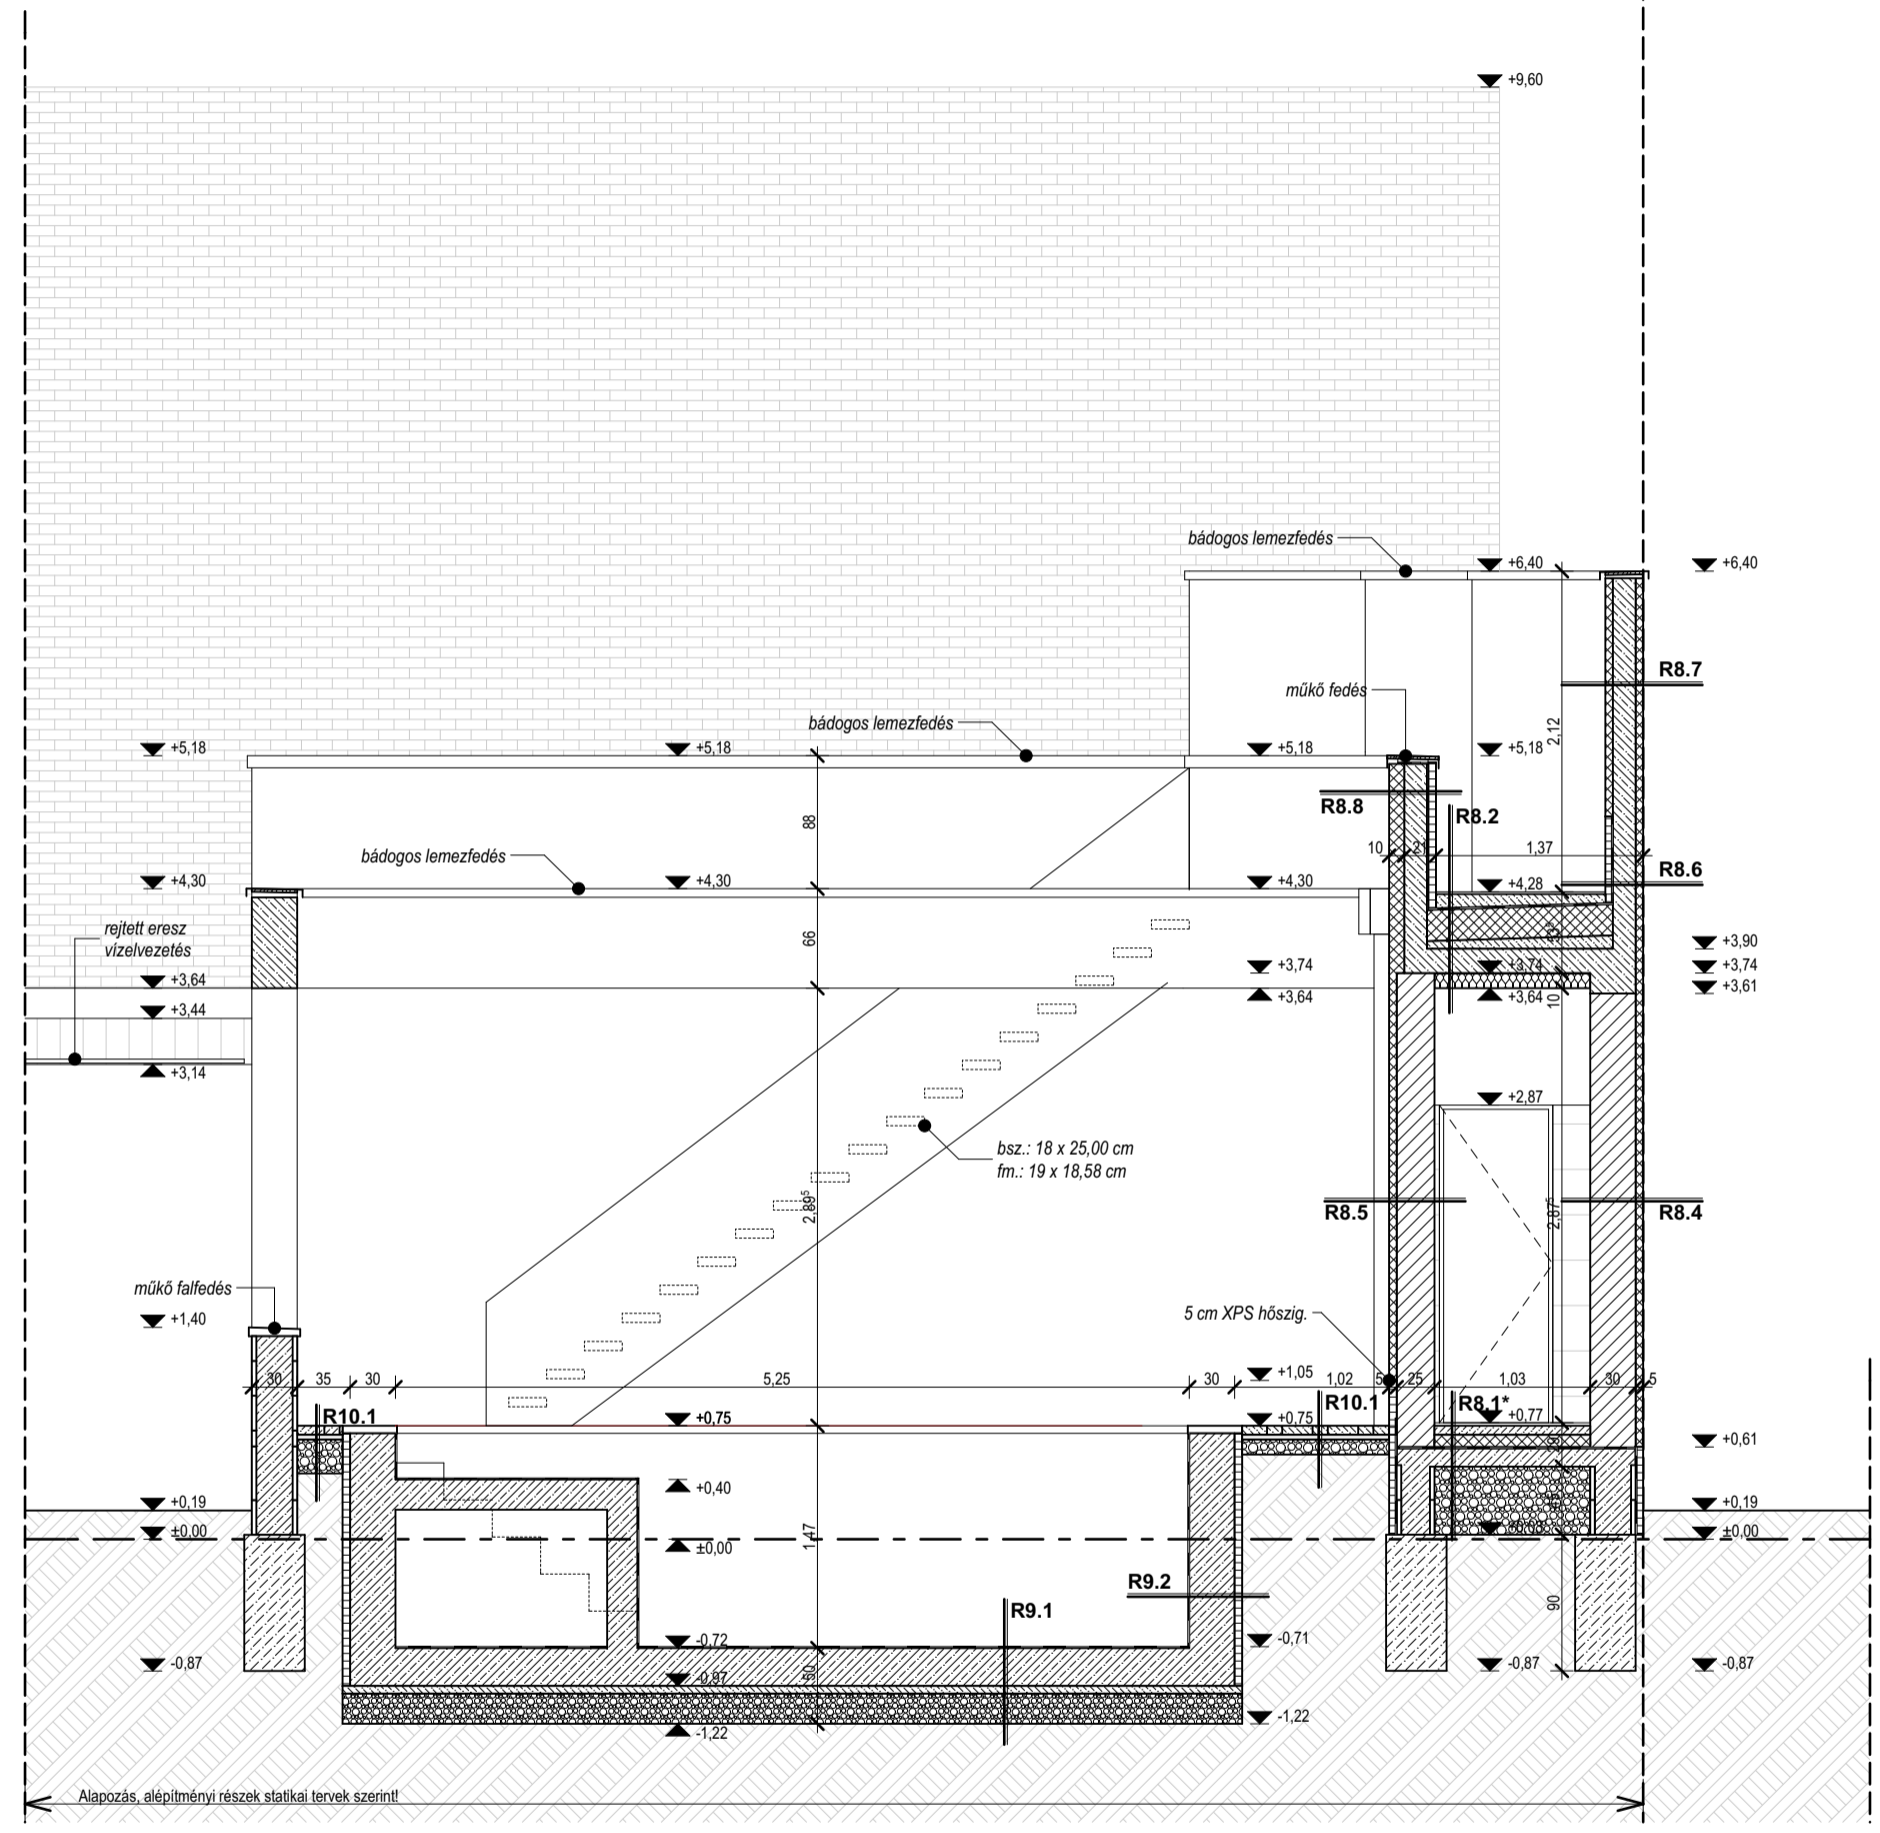 +9,60
bádogos lemezfedés
+6,40
+6,40
R8.7
műkő fedés
2,12
bádogos lemezfedés
+5,18
+5,18
+5,18
+5,18
R8.8
R8.2
88
10
21
1,37
bádogos lemezfedés
R8.6
+4,30
+4,30
+4,30
+4,28
rejtett eresz
vízelvezetés
66
+3,90
+3,74
+3,74
+3,74
+3,64
+3,64
+3,64
+3,61
10
+3,44
+3,14
+2,87
bsz.: 18 x 25,00 cm
fm.: 19 x 18,58 cm
2,89⁵
2,87⁵
R8.5
R8.4
műkő falfedés
5 cm XPS hőszig.
+1,40
+1,05
30
35
30
5,25
30
1,02
5
25
1,03
30
5
R10.1
R10.1
R8.1*
+0,75
+0,75
+0,77
+0,61
+0,40
+0,19
+0,19
±0,00
±0,00
±0,00
1,47
R9.2
90
R9.1
-0,72
-0,71
-0,87
-0,87
-0,87
-0,97
50
-1,22
-1,22
Alapozás, alépítményi részek statikai tervek szerint!